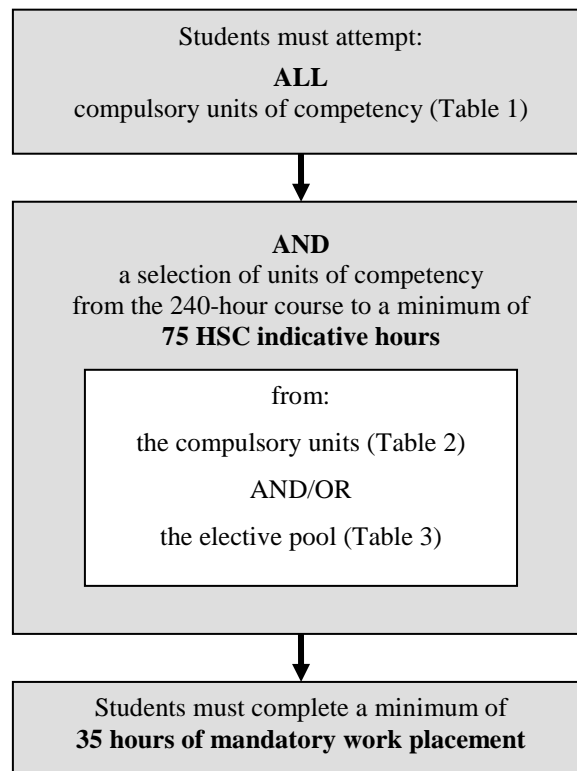 Students must attempt:
ALL
compulsory units of competency (Table 1)
AND
a selection of units of competency
from the 240-hour course to a minimum of
75 HSC indicative hours
from:
the compulsory units (Table 2)
AND/OR
the elective pool (Table 3)
Students must complete a minimum of
35 hours of mandatory work placement